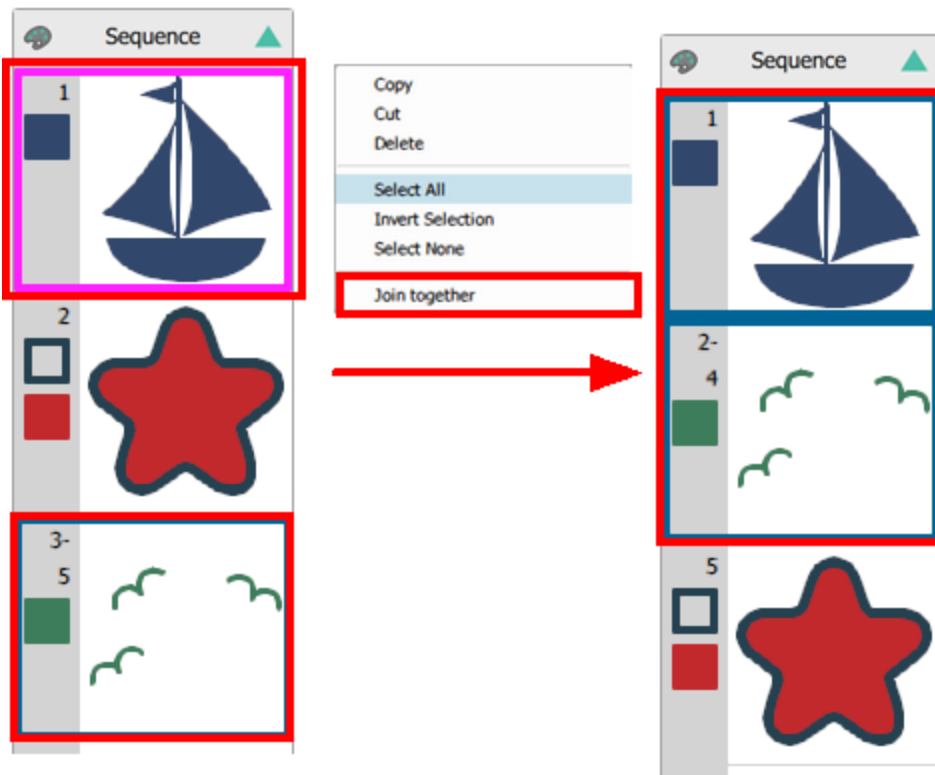 Sequence
1
2
3-
5
Copy
Cut
Delete
Select All
Invert Selection
Select None
Join together
Sequence
1
2-
4
5